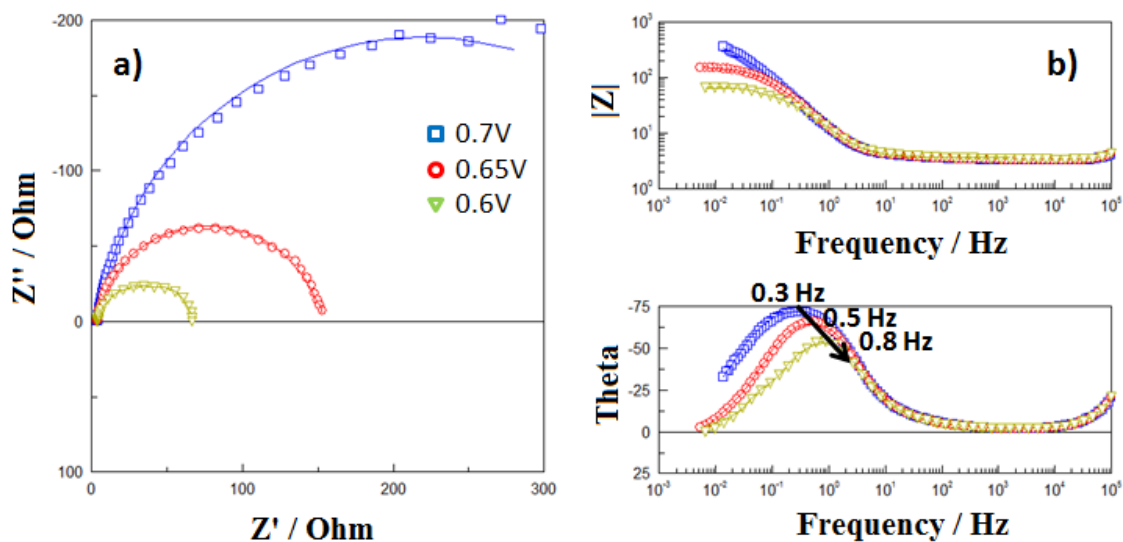 a)
-200
-100
0
100
0 100 200 300
Z'' / Ohm
Z' / Ohm
0.7V
0.65V
0.6V
b)
10³
10²
10¹
10⁰
|Z|
10⁻³ 10⁻² 10⁻¹ 10⁰ 10¹ 10² 10³ 10⁴ 10⁵
Frequency / Hz
0.3 Hz
0.5 Hz
0.8 Hz
-75
-50
-25
0
25
Theta
10⁻³ 10⁻² 10⁻¹ 10⁰ 10¹ 10² 10³ 10⁴ 10⁵
Frequency / Hz